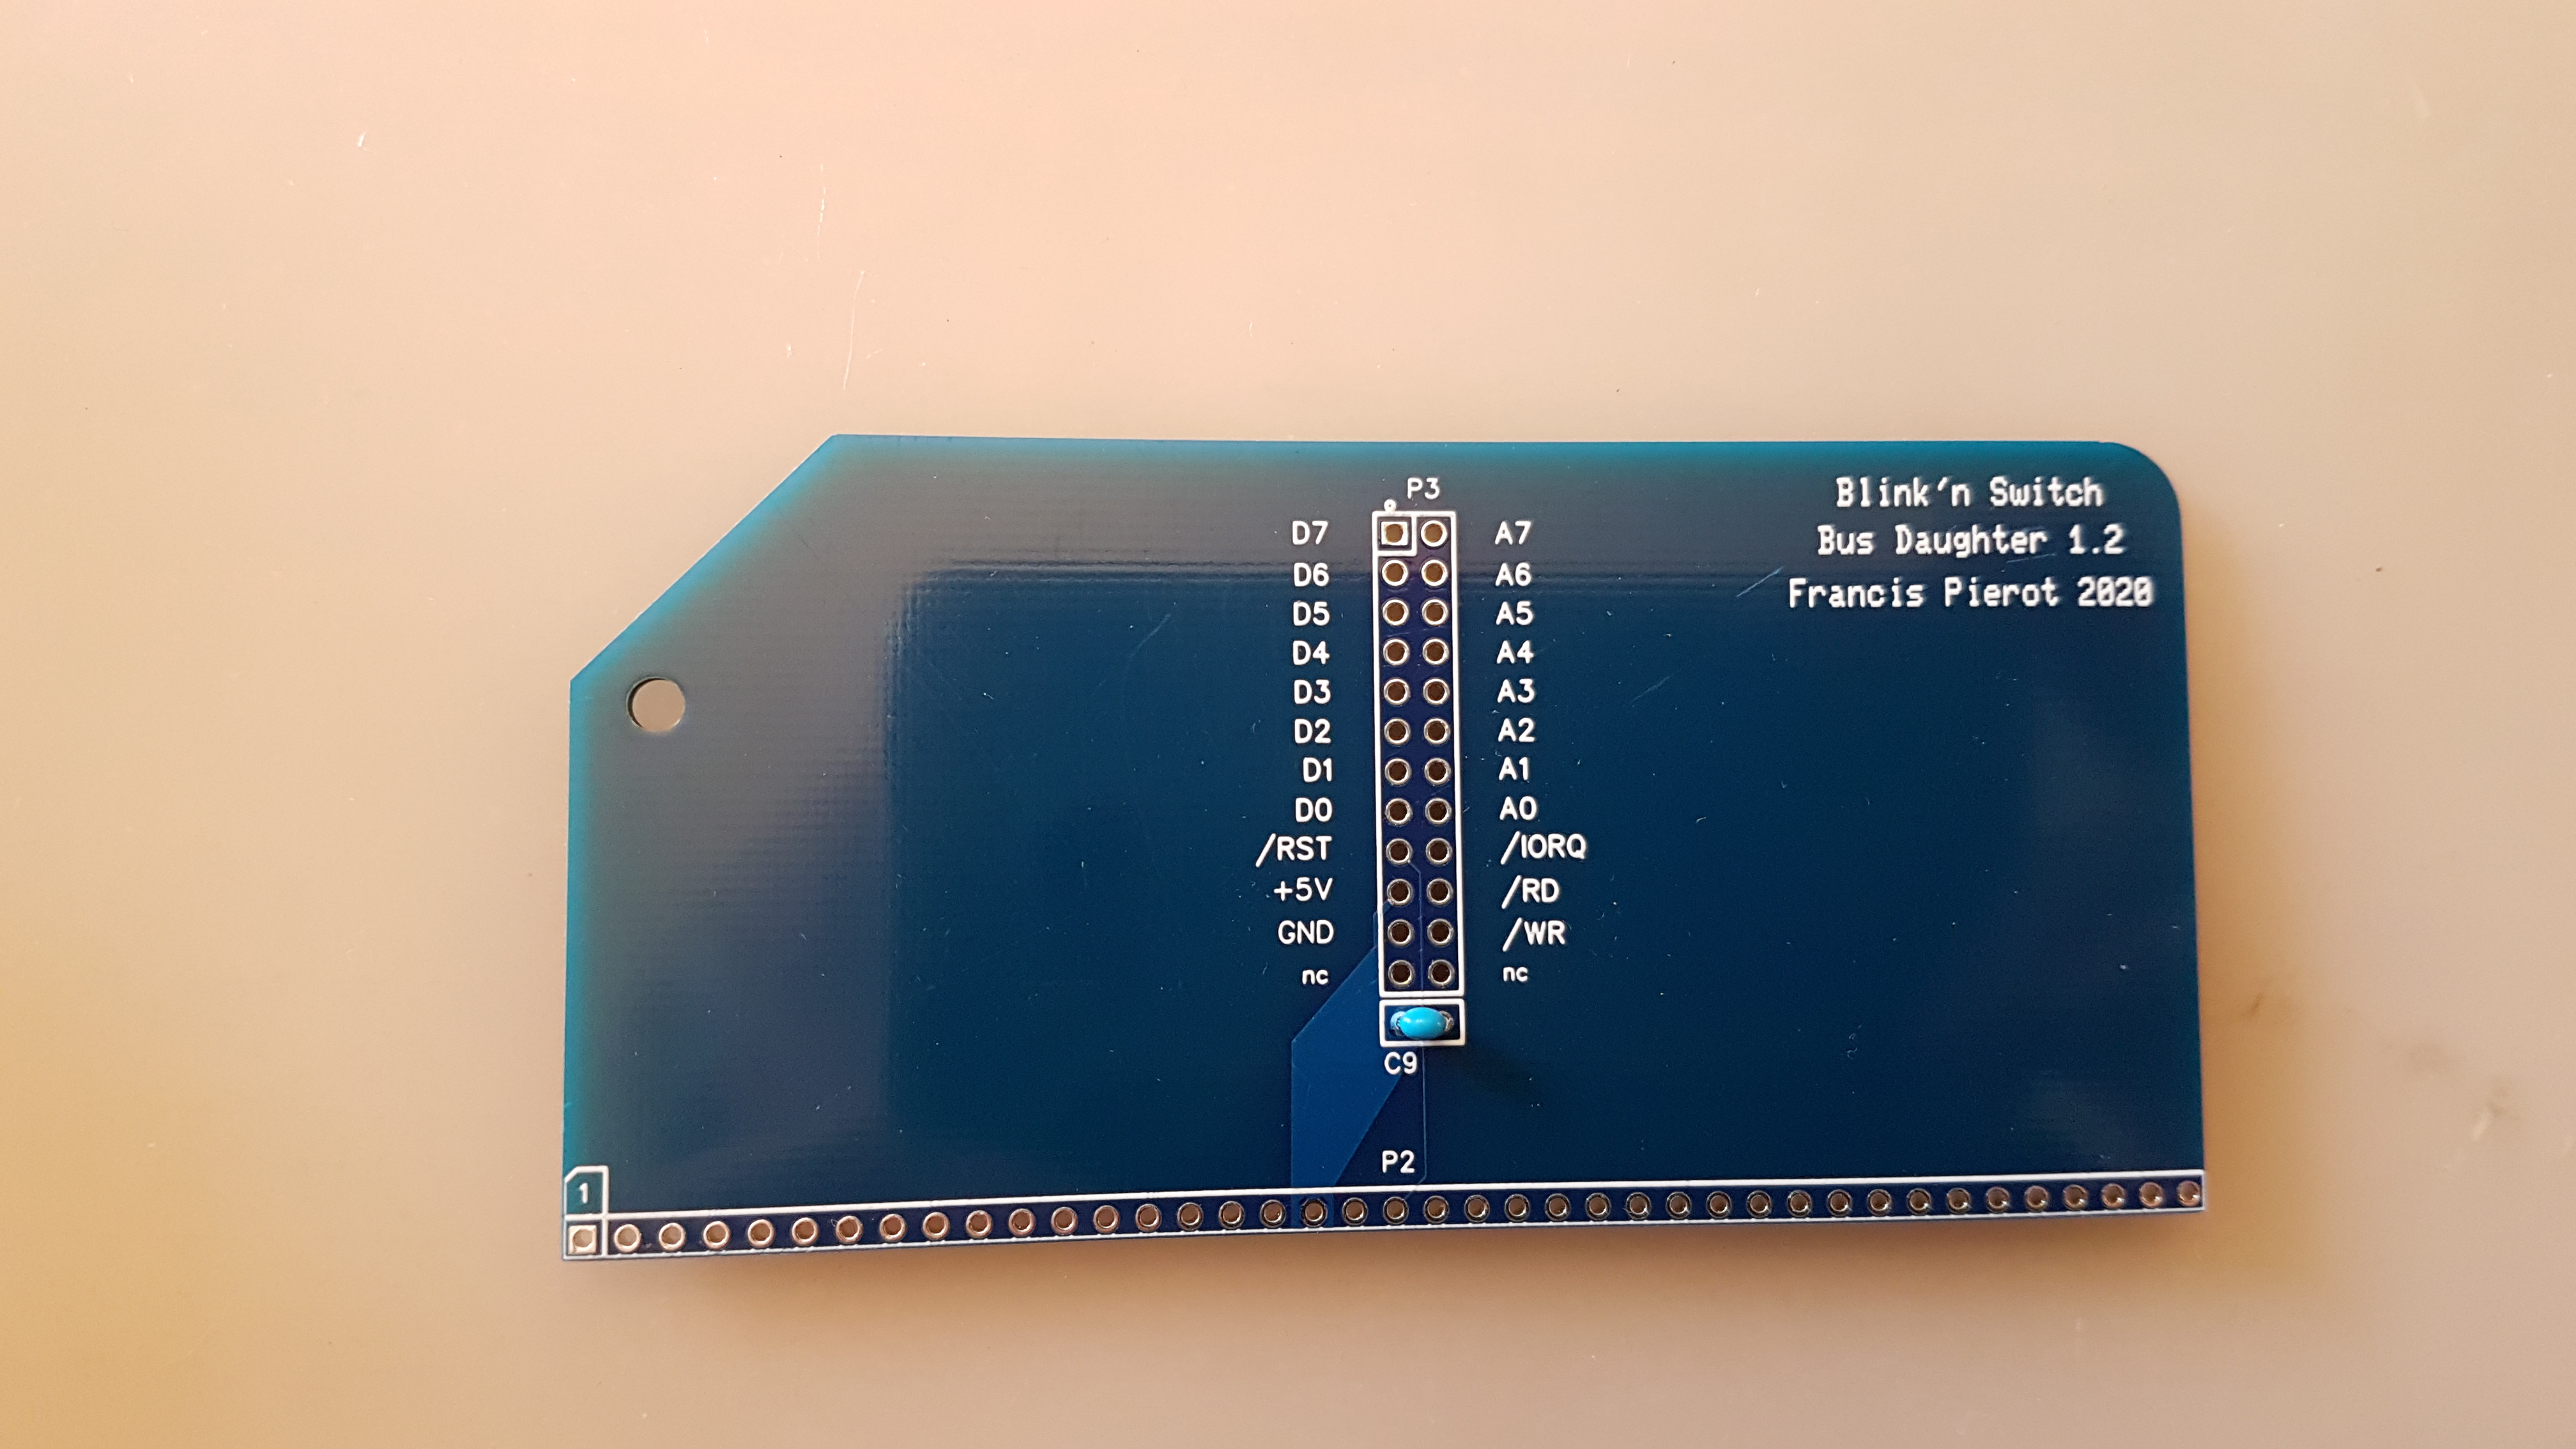 P3
Blink'n Switch
Bus Daughter 1.2
Francis Pierot 2020
D7 A7
D6 A6
D5 A5
D4 A4
D3 A3
D2 A2
D1 A1
D0 A0
/RST /IORQ
+5V /RD
GND /WR
nc nc
C9
P2
1